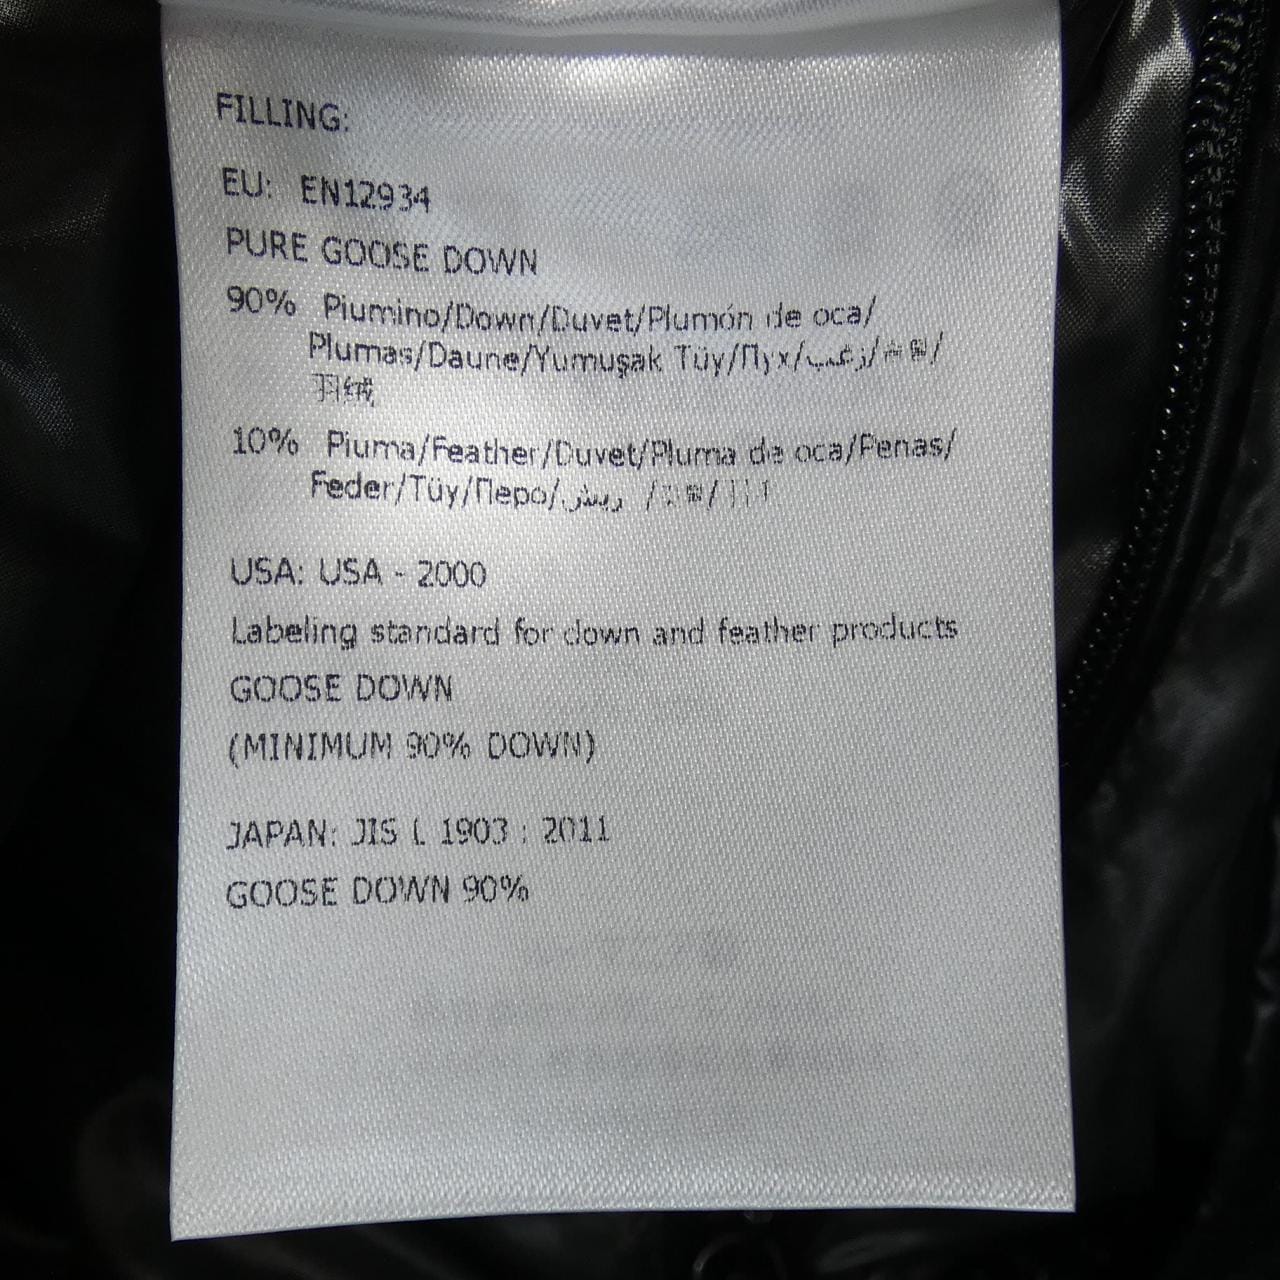 FILLING:
EU: EN12934
PURE GOOSE DOWN
90% Piumino/Down/Duvet/Plumón de oca/
Plumas/Daune/Yumuşak Tüy/Пух/زغب/
羽绒
10% Piuma/Feather/Duvet/Pluma de oca/Penas/
Feder/Tüy/Перо/ريش /
USA: USA - 2000
Labeling standard for down and feather products
GOOSE DOWN
(MINIMUM 90% DOWN)
JAPAN: JIS L 1903 : 2011
GOOSE DOWN 90%